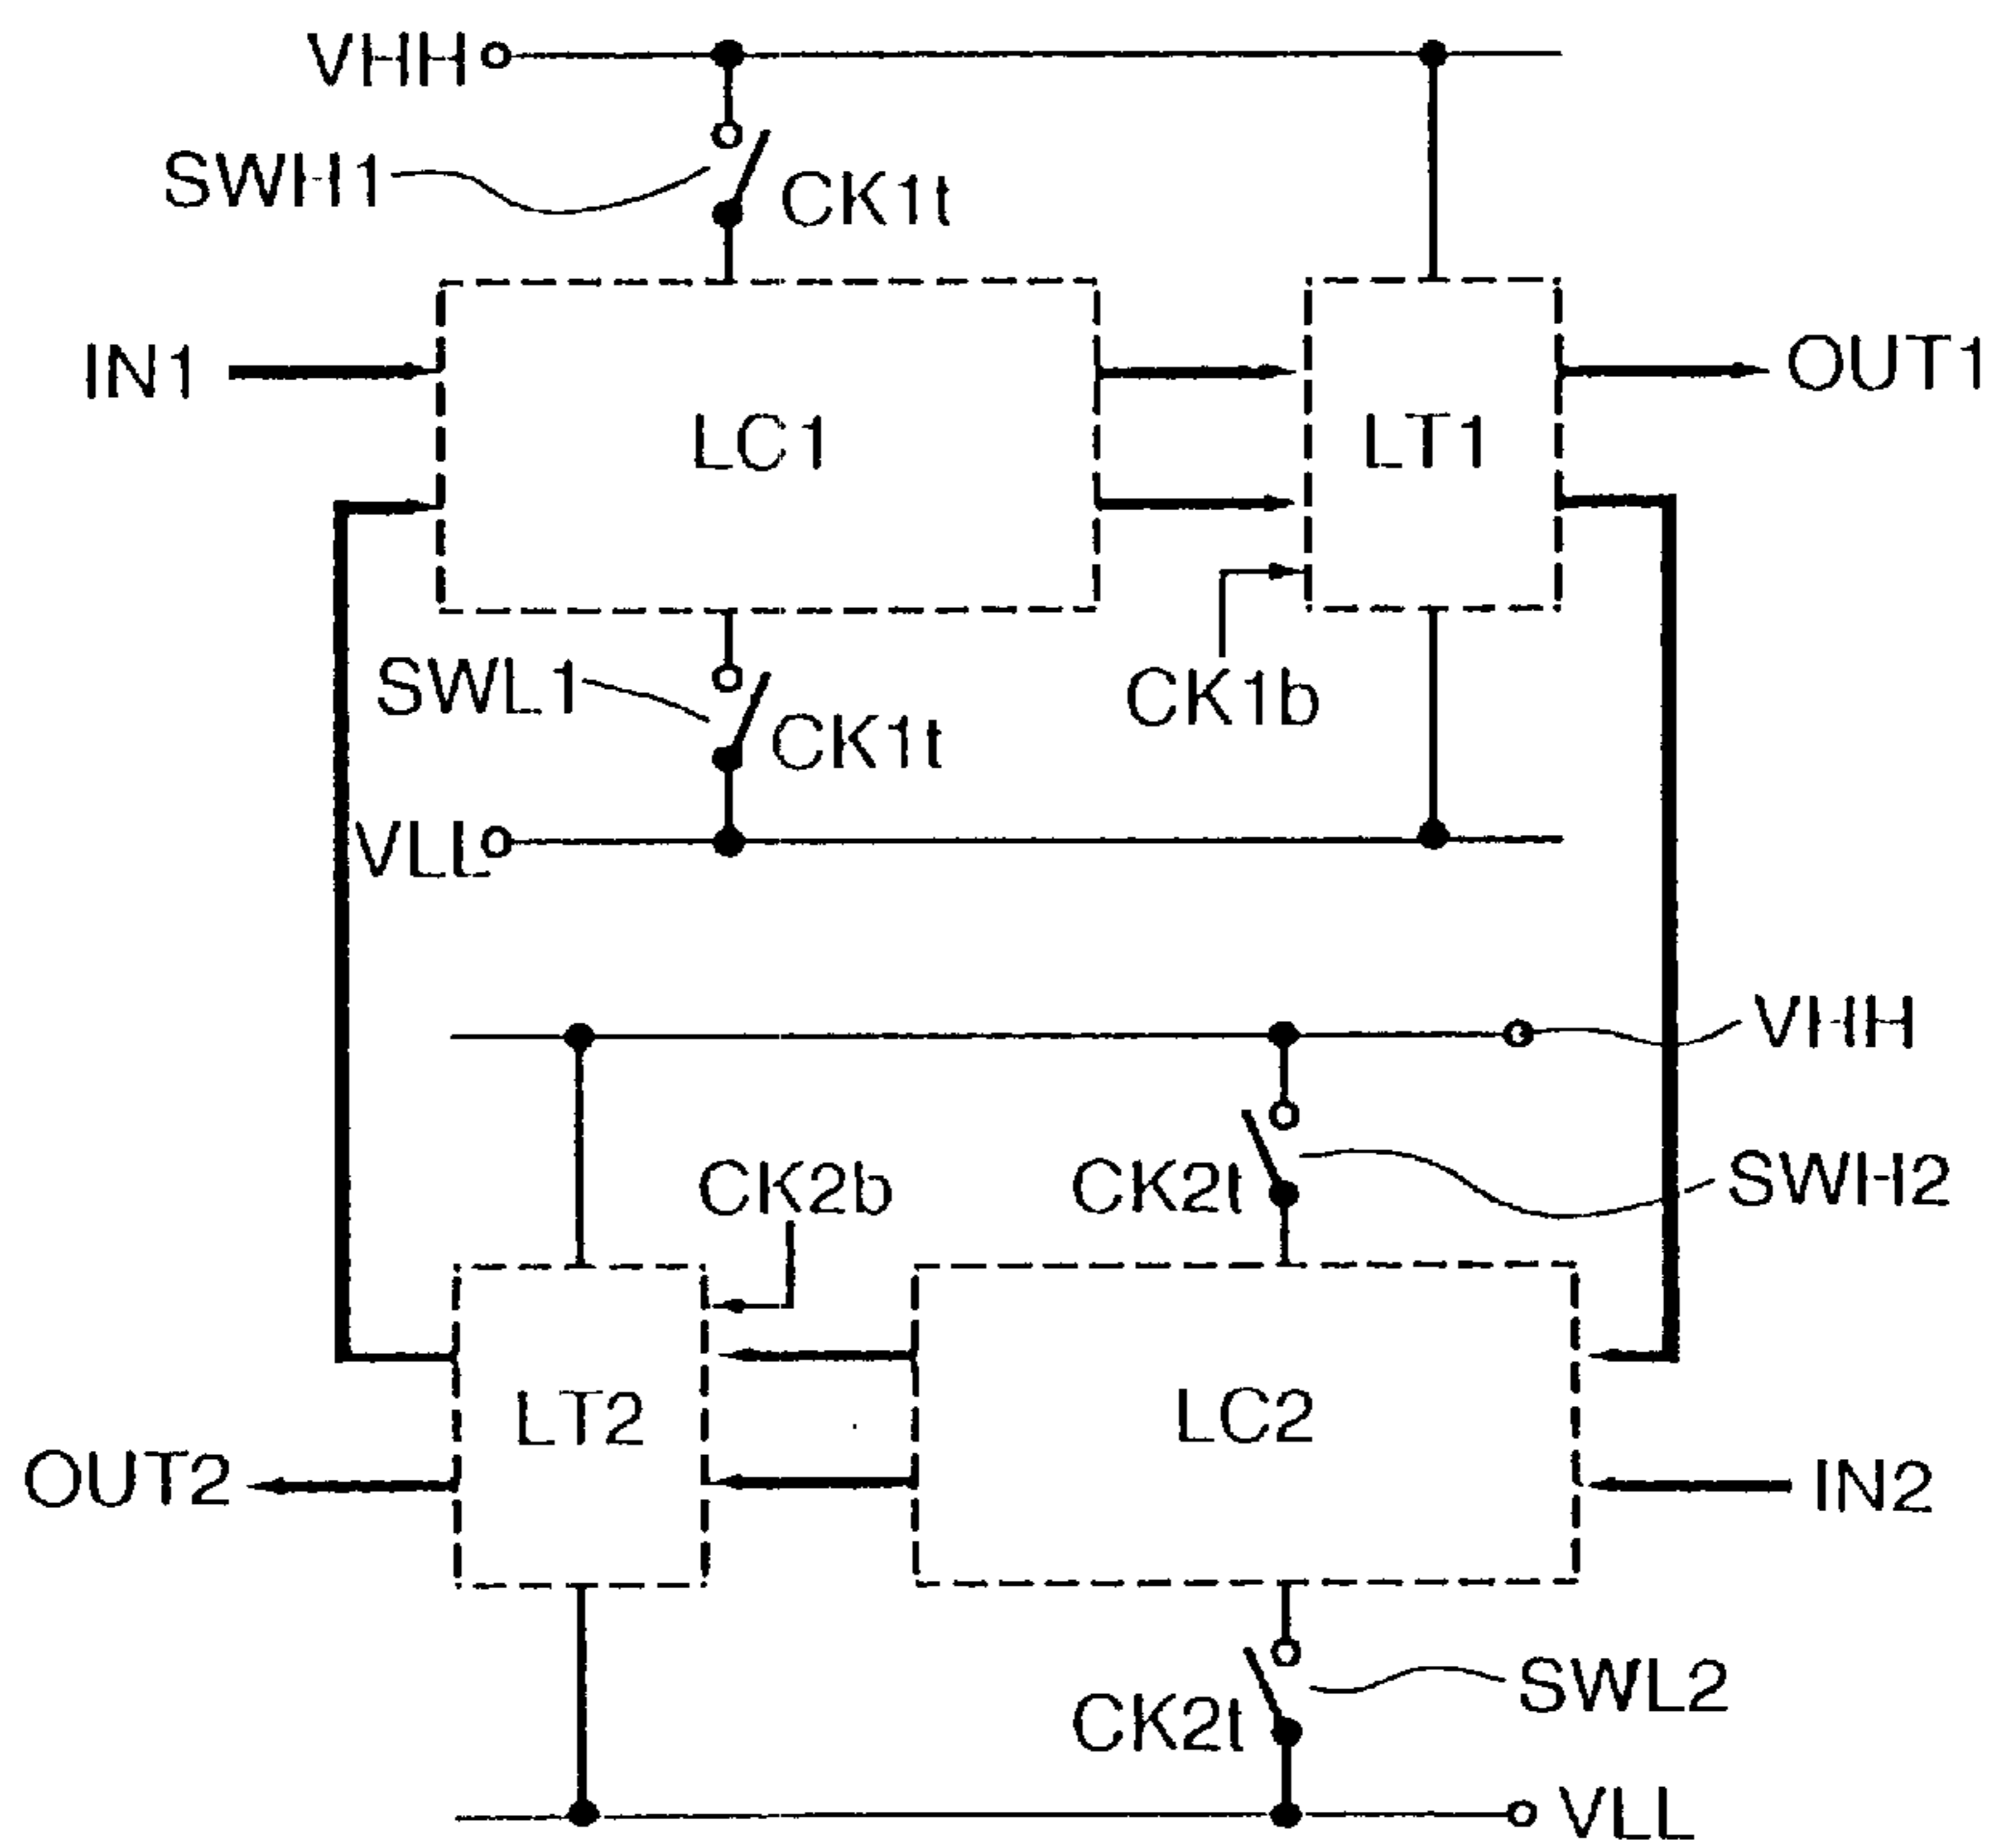 VHH
SWH1
CK1t
IN1
LC1
LT1
OUT1
SWL1
CK1t
CK1b
VLL
VHH
CK2b
CK2t
SWH2
LT2
LC2
OUT2
IN2
CK2t
SWL2
VLL